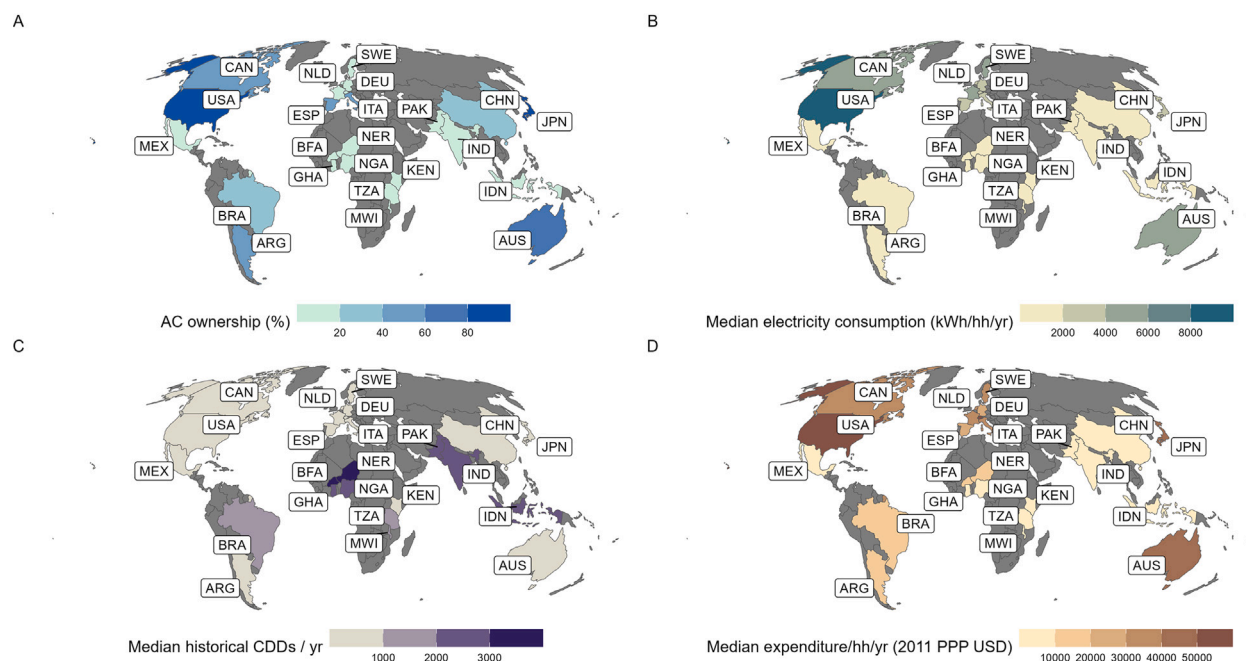 A
CAN
USA
MEX
BRA
ARG
SWE
NLD
DEU
ESP
ITA
PAK
CHN
JPN
NER
BFA
IND
NGA
KEN
GHA
TZA
IDN
MWI
AUS
AC ownership (%)
20 40 60 80
B
CAN
USA
MEX
BRA
ARG
SWE
NLD
DEU
ESP
ITA
PAK
CHN
JPN
NER
BFA
IND
NGA
KEN
GHA
TZA
IDN
MWI
AUS
Median electricity consumption (kWh/hh/yr)
2000 4000 6000 8000
C
CAN
USA
MEX
BRA
ARG
SWE
NLD
DEU
ESP
ITA
PAK
CHN
JPN
NER
BFA
IND
NGA
KEN
GHA
TZA
IDN
MWI
AUS
Median historical CDDs / yr
1000 2000 3000
D
CAN
USA
MEX
BRA
ARG
SWE
NLD
DEU
ESP
ITA
PAK
CHN
JPN
NER
BFA
IND
NGA
KEN
GHA
TZA
IDN
MWI
AUS
Median expenditure/hh/yr (2011 PPP USD)
10000 20000 30000 40000 50000